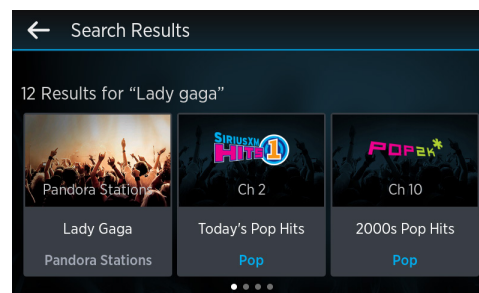 Search Results
12 Results for “Lady gaga”
Pandora Stations
Lady Gaga
Pandora Stations
SIRIUSXM
HITS 1
Ch 2
Today's Pop Hits
Pop
POP2K*
Ch 10
2000s Pop Hits
Pop